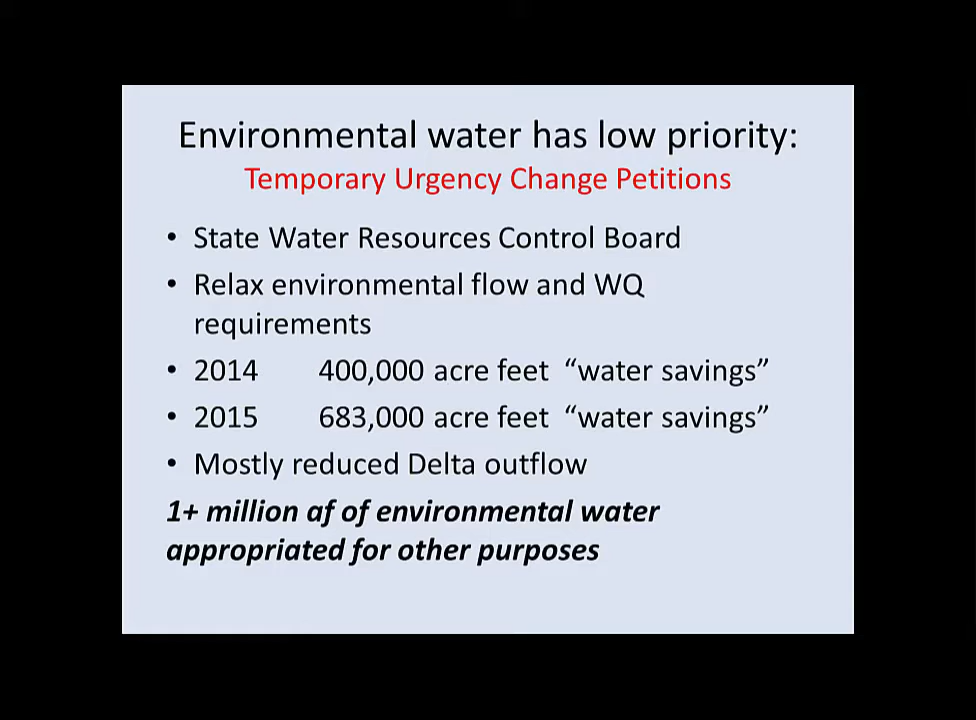 Environmental water has low priority:
Temporary Urgency Change Petitions
• State Water Resources Control Board
• Relax environmental flow and WQ
requirements
• 2014 400,000 acre feet “water savings”
• 2015 683,000 acre feet “water savings”
• Mostly reduced Delta outflow
1+ million af of environmental water
appropriated for other purposes